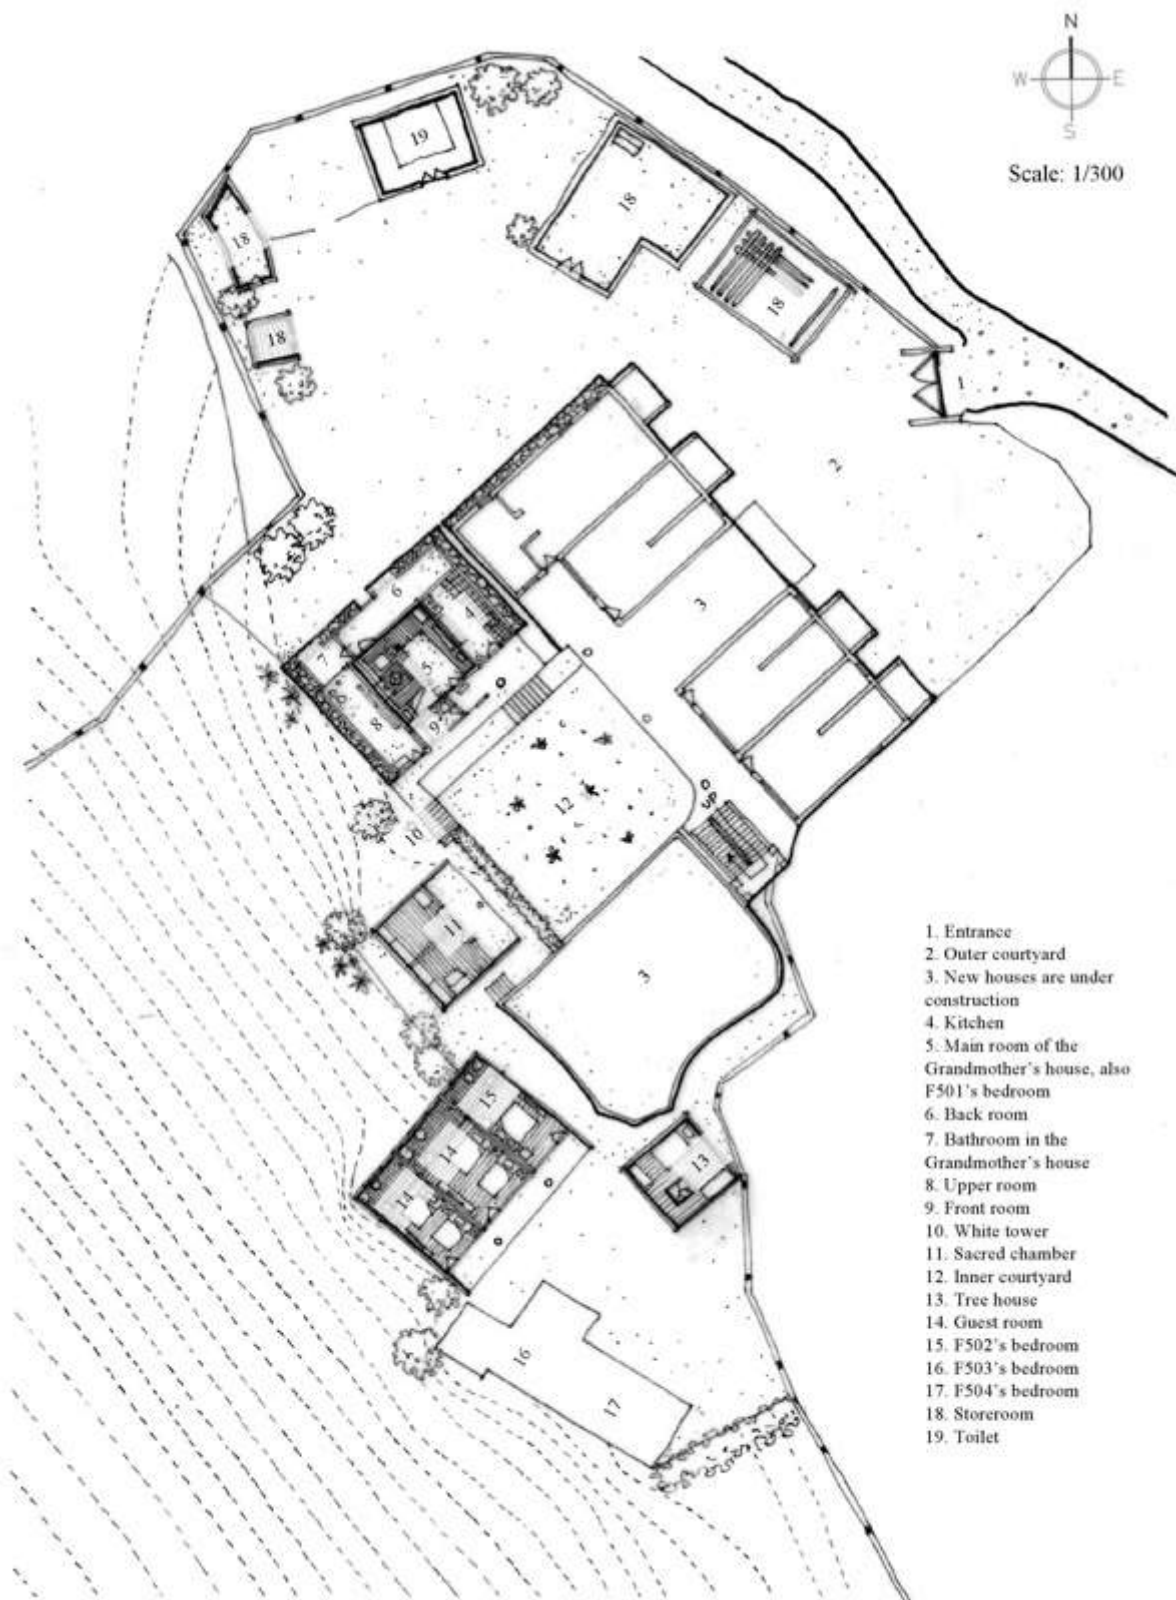 N
W E
S
Scale: 1/300
19
18
18
18
18
1
2
6
4
3
7
5
8
9
UP
12
10
11
3
15
14
13
14
16
17
1. Entrance
2. Outer courtyard
3. New houses are under
construction
4. Kitchen
5. Main room of the
Grandmother's house, also
F501's bedroom
6. Back room
7. Bathroom in the
Grandmother's house
8. Upper room
9. Front room
10. White tower
11. Sacred chamber
12. Inner courtyard
13. Tree house
14. Guest room
15. F502's bedroom
16. F503's bedroom
17. F504's bedroom
18. Storeroom
19. Toilet